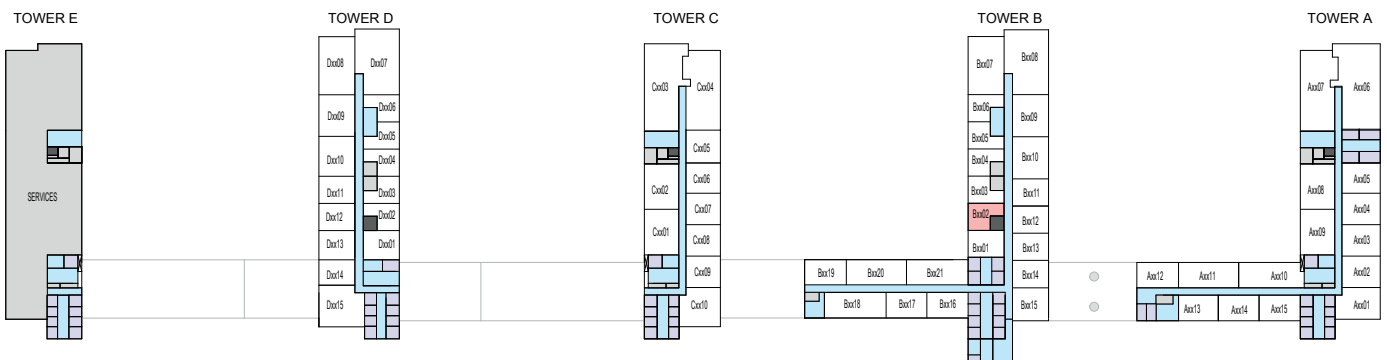 TOWER E
TOWER D
TOWER C
TOWER B
TOWER A
SERVICES
Dxx08
Dxx07
Dxx09
Dxx06
Dxx05
Dxx10
Dxx04
Dxx11
Dxx03
Dxx12
Dxx02
Dxx13
Dxx01
Dxx14
Dxx15
Cxx03
Cxx04
Cxx05
Cxx02
Cxx06
Cxx07
Cxx01
Cxx08
Cxx09
Cxx10
Bxx07
Bxx08
Bxx06
Bxx09
Bxx05
Bxx04
Bxx10
Bxx03
Bxx11
Bxx02
Bxx12
Bxx01
Bxx13
Bxx19
Bxx20
Bxx21
Bxx14
Bxx18
Bxx17
Bxx16
Bxx15
Axx07
Axx06
Axx05
Axx08
Axx04
Axx09
Axx03
Axx12
Axx11
Axx10
Axx02
Axx13
Axx14
Axx15
Axx01